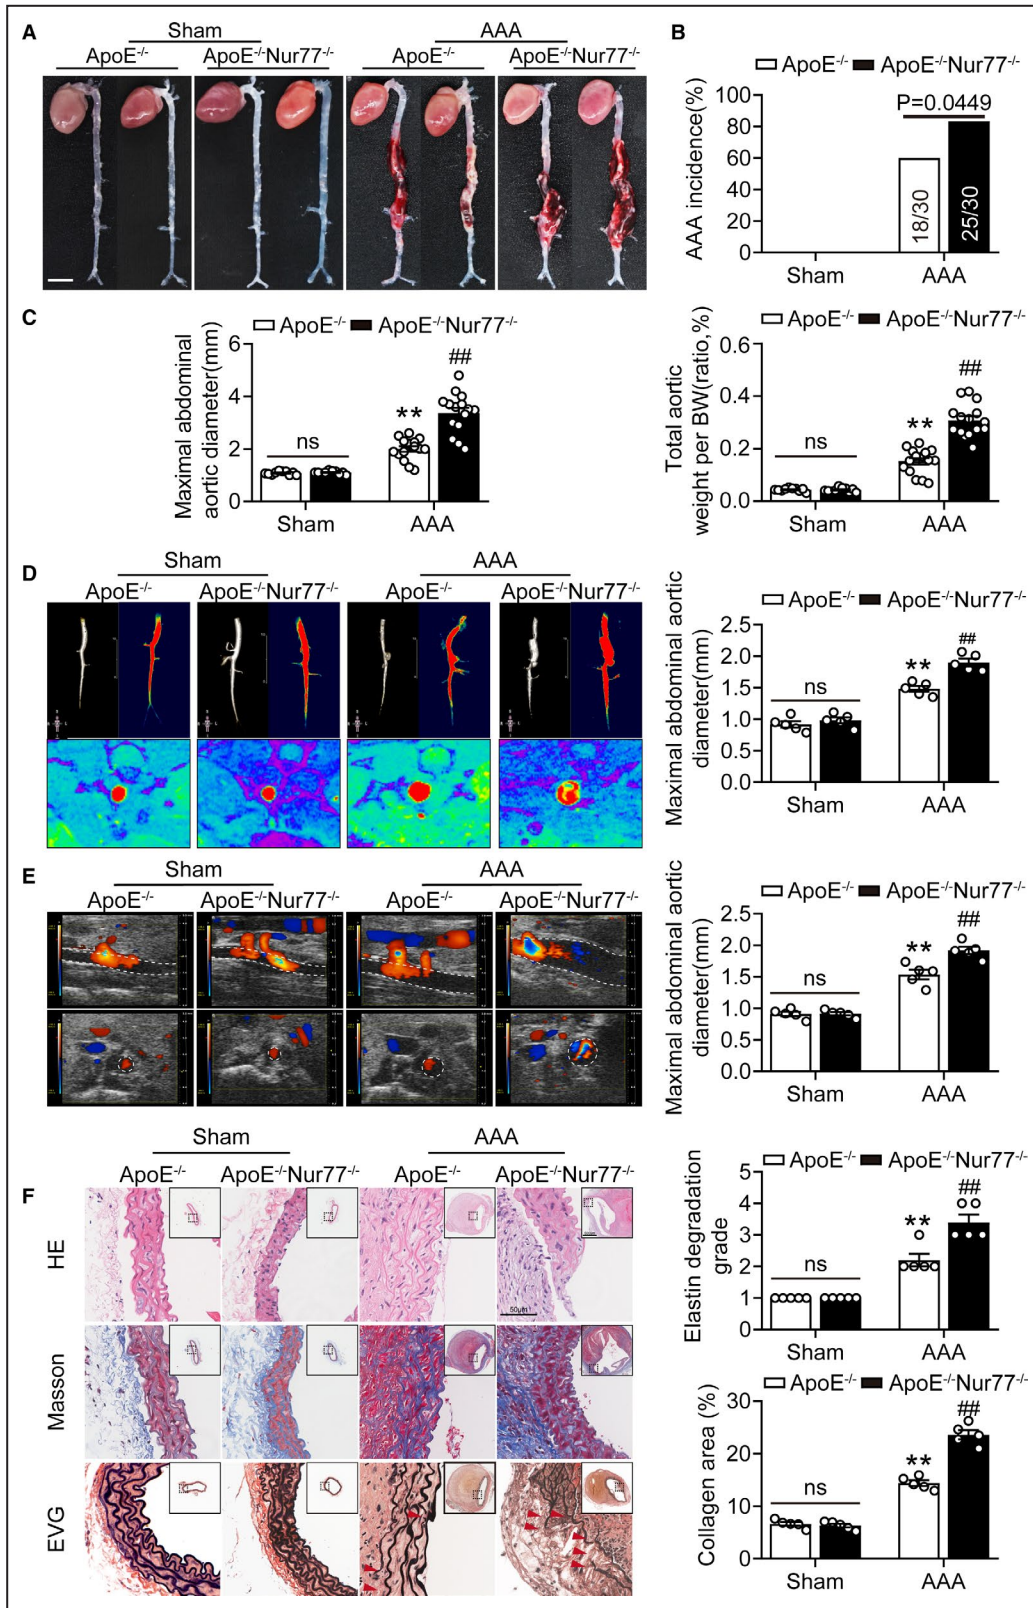 A
Sham
AAA
ApoE-/-
ApoE-/-Nur77-/-
ApoE-/-
ApoE-/-Nur77-/-
B
ApoE-/-
ApoE-/-Nur77-/-
AAA incidence(%)
100
80
60
40
20
0
P=0.0449
18/30
25/30
Sham
AAA
C
ApoE-/-
ApoE-/-Nur77-/-
Maximal abdominal
aortic diameter(mm)
6
4
2
0
ns
**
##
Sham
AAA
ApoE-/-
ApoE-/-Nur77-/-
Total aortic
weight per BW(ratio,%)
0.6
0.4
0.2
0.0
ns
**
##
Sham
AAA
D
Sham
AAA
ApoE-/-
ApoE-/-Nur77-/-
ApoE-/-
ApoE-/-Nur77-/-
ApoE-/-
ApoE-/-Nur77-/-
Maximal abdominal aortic
diameter(mm)
2.5
2.0
1.5
1.0
0.5
0.0
ns
**
##
Sham
AAA
E
Sham
AAA
ApoE-/-
ApoE-/-Nur77-/-
ApoE-/-
ApoE-/-Nur77-/-
ApoE-/-
ApoE-/-Nur77-/-
Maximal abdominal aortic
diameter(mm)
2.5
2.0
1.5
1.0
0.5
0.0
ns
**
##
Sham
AAA
F
Sham
AAA
ApoE-/-
ApoE-/-Nur77-/-
ApoE-/-
ApoE-/-Nur77-/-
HE
50μm
Masson
EVG
ApoE-/-
ApoE-/-Nur77-/-
Elastin degradation
grade
5
4
3
2
1
0
ns
**
##
Sham
AAA
ApoE-/-
ApoE-/-Nur77-/-
Collagen area (%)
30
20
10
0
ns
**
##
Sham
AAA